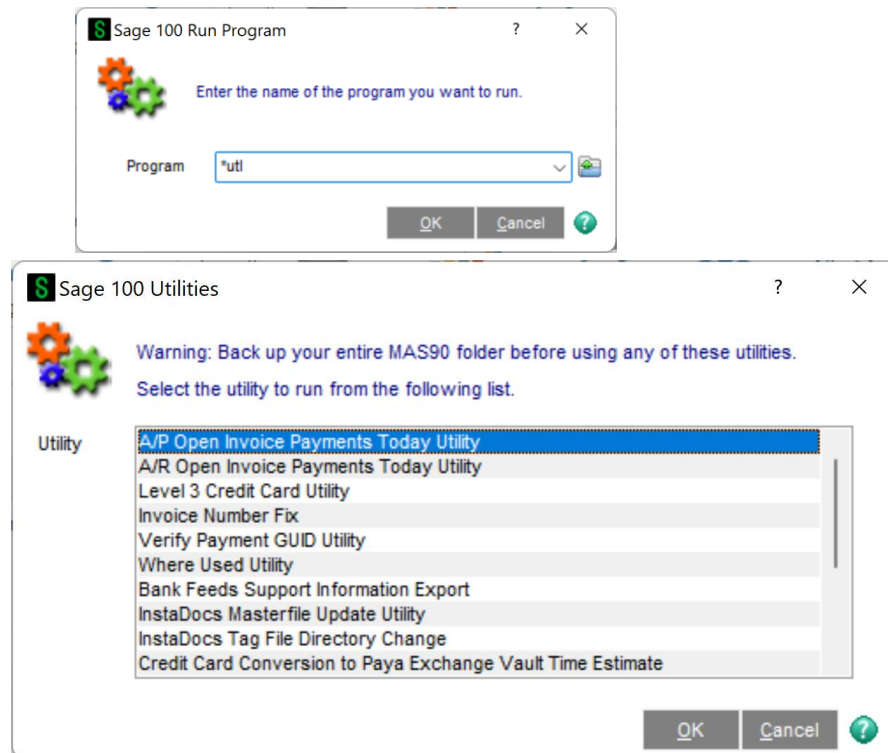 Sage 100 Run Program
Enter the name of the program you want to run.
Program *utl
OK Cancel
Sage 100 Utilities
Warning: Back up your entire MAS90 folder before using any of these utilities.
Select the utility to run from the following list.
Utility
A/P Open Invoice Payments Today Utility
A/R Open Invoice Payments Today Utility
Level 3 Credit Card Utility
Invoice Number Fix
Verify Payment GUID Utility
Where Used Utility
Bank Feeds Support Information Export
InstaDocs Masterfile Update Utility
InstaDocs Tag File Directory Change
Credit Card Conversion to Paya Exchange Vault Time Estimate
OK Cancel